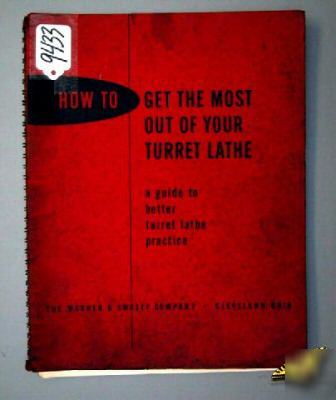 9433
HOW TO GET THE MOST
OUT OF YOUR
TURRET LATHE
a guide to
better
turret lathe
practice
THE WARNER & SWASEY COMPANY · CLEVELAND, OHIO